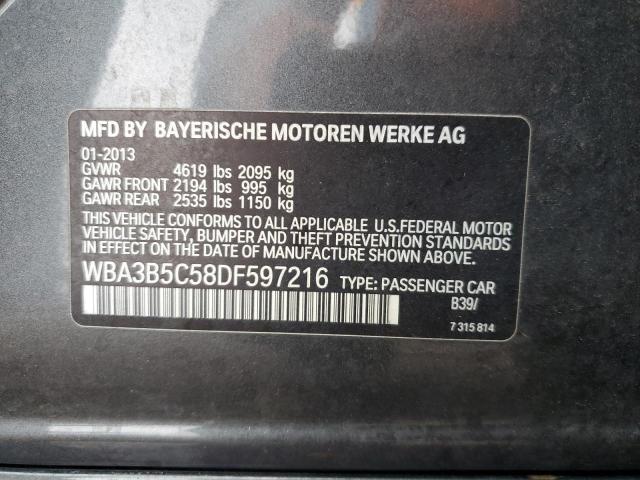 MFD BY BAYERISCHE MOTOREN WERKE AG
01-2013
GVWR 4619 lbs 2095 kg
GAWR FRONT 2194 lbs 995 kg
GAWR REAR 2535 lbs 1150 kg
THIS VEHICLE CONFORMS TO ALL APPLICABLE U.S.FEDERAL MOTOR
VEHICLE SAFETY, BUMPER AND THEFT PREVENTION STANDARDS
IN EFFECT ON THE DATE OF MANUFACTURE SHOWN ABOVE.
WBA3B5C58DF597216 TYPE: PASSENGER CAR
B39/
7 315 814